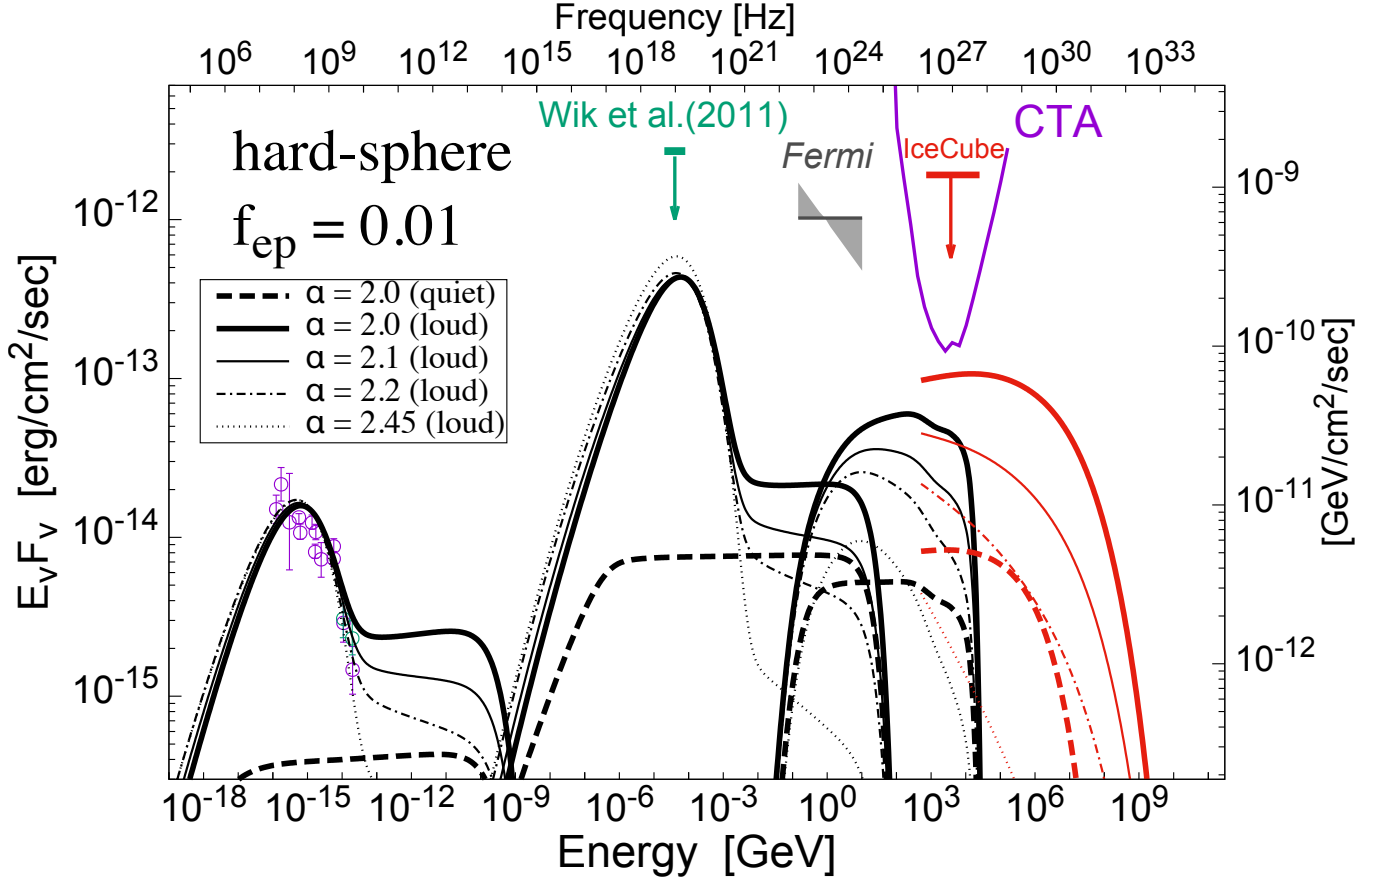 Frequency [Hz]
10^6 10^9 10^12 10^15 10^18 10^21 10^24 10^27 10^30 10^33
Wik et al.(2011)
CTA
hard-sphere
Fermi
IceCube
f_ep = 0.01
10^-12
10^-13
10^-14
10^-15
10^-9
10^-10
10^-11
10^-12
α = 2.0 (quiet)
α = 2.0 (loud)
α = 2.1 (loud)
α = 2.2 (loud)
α = 2.45 (loud)
E_νF_ν [erg/cm^2/sec]
[GeV/cm^2/sec]
10^-18 10^-15 10^-12 10^-9 10^-6 10^-3 10^0 10^3 10^6 10^9
Energy [GeV]